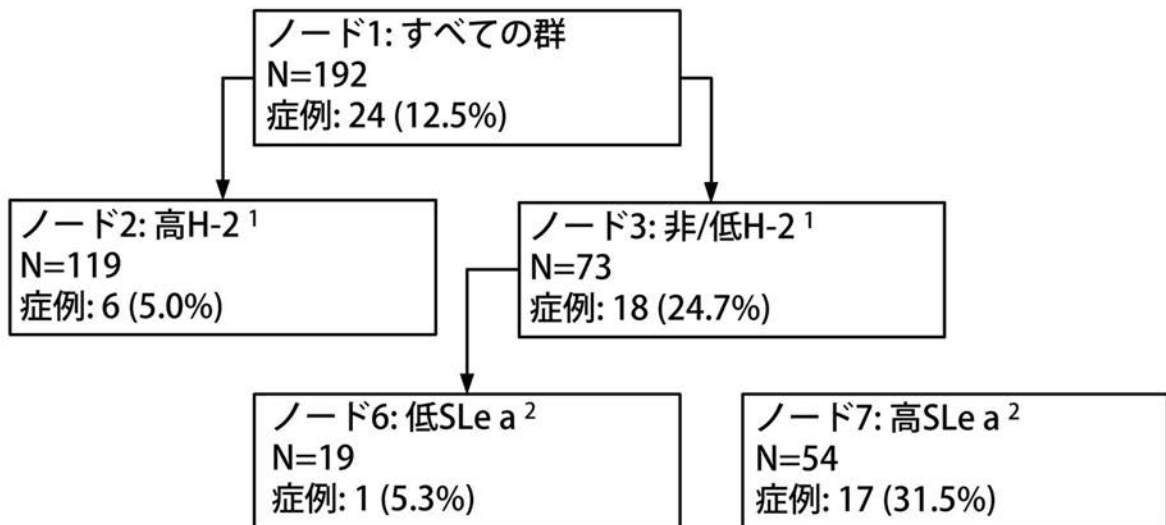 ノード1: すべての群
N=192
症例: 24 (12.5%)
ノード2: 高H-2 ¹
N=119
症例: 6 (5.0%)
ノード3: 非/低H-2 ¹
N=73
症例: 18 (24.7%)
ノード6: 低SLe a ²
N=19
症例: 1 (5.3%)
ノード7: 高SLe a ²
N=54
症例: 17 (31.5%)